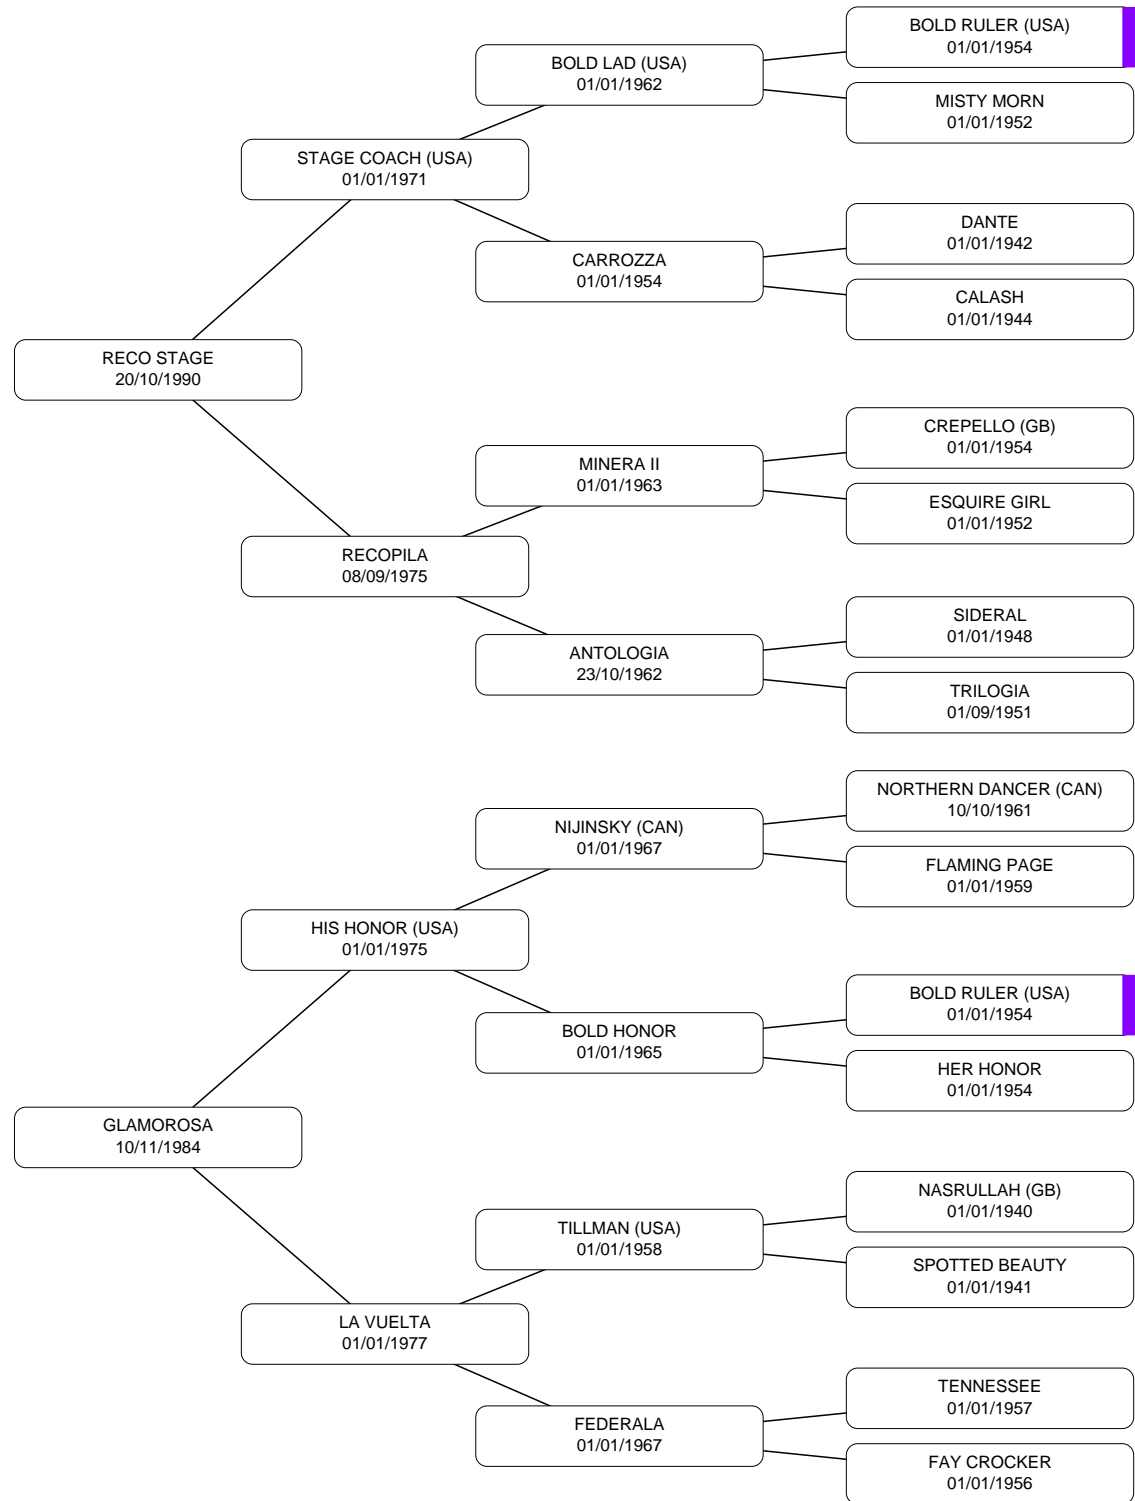 BOLD RULER (USA)
01/01/1954
BOLD LAD (USA)
01/01/1962
MISTY MORN
01/01/1952
STAGE COACH (USA)
01/01/1971
DANTE
01/01/1942
CARROZZA
01/01/1954
CALASH
01/01/1944
RECO STAGE
20/10/1990
CREPELLO (GB)
01/01/1954
MINERA II
01/01/1963
ESQUIRE GIRL
01/01/1952
RECOPILA
08/09/1975
SIDERAL
01/01/1948
ANTOLOGIA
23/10/1962
TRILOGIA
01/09/1951
NORTHERN DANCER (CAN)
10/10/1961
NIJINSKY (CAN)
01/01/1967
FLAMING PAGE
01/01/1959
HIS HONOR (USA)
01/01/1975
BOLD RULER (USA)
01/01/1954
BOLD HONOR
01/01/1965
HER HONOR
01/01/1954
GLAMOROSA
10/11/1984
NASRULLAH (GB)
01/01/1940
TILLMAN (USA)
01/01/1958
SPOTTED BEAUTY
01/01/1941
LA VUELTA
01/01/1977
TENNESSEE
01/01/1957
FEDERALA
01/01/1967
FAY CROCKER
01/01/1956